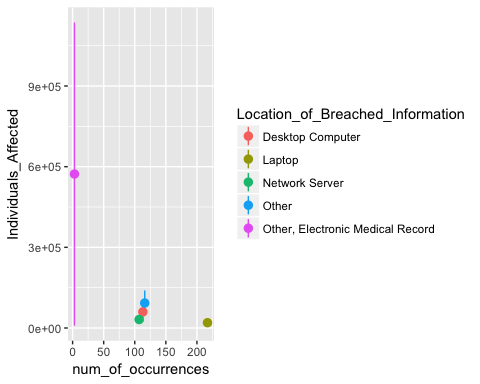 Individuals_Affected
9e+05
6e+05
3e+05
0e+00
0 50 100 150 200
num_of_occurrences
Location_of_Breached_Information
Desktop Computer
Laptop
Network Server
Other
Other, Electronic Medical Record